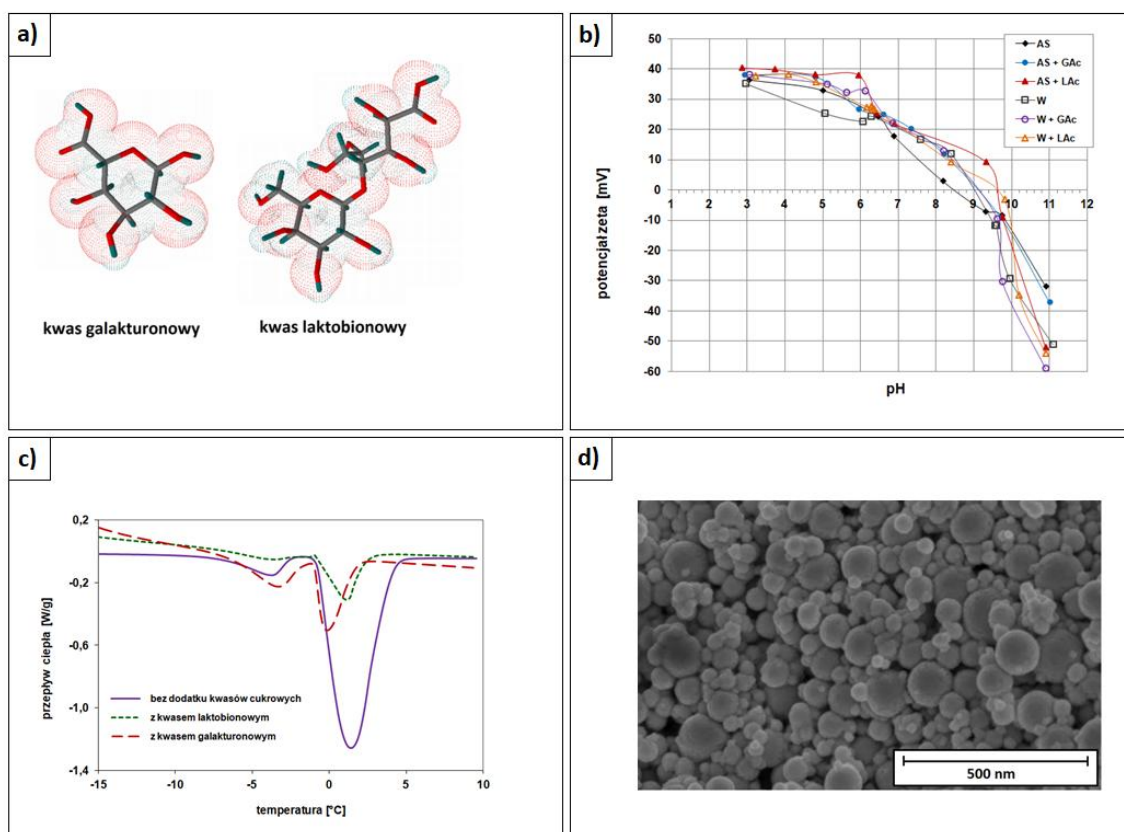 a)
kwas galakturonowy
kwas laktobionowy
b)
50
40
30
20
10
0
-10
-20
-30
-40
-50
-60
1 2 3 4 5 6 7 8 9 10 11 12
potencjał zeta [mV]
pH
AS
AS + GAc
AS + LAc
W
W + GAc
W + LAc
c)
0,2
-0,2
-0,6
-1,0
-1,4
-15 -10 -5 0 5 10
przepływ ciepła [W/g]
temperatura [°C]
bez dodatku kwasów cukrowych
z kwasem laktobionowym
z kwasem galakturonowym
d)
500 nm